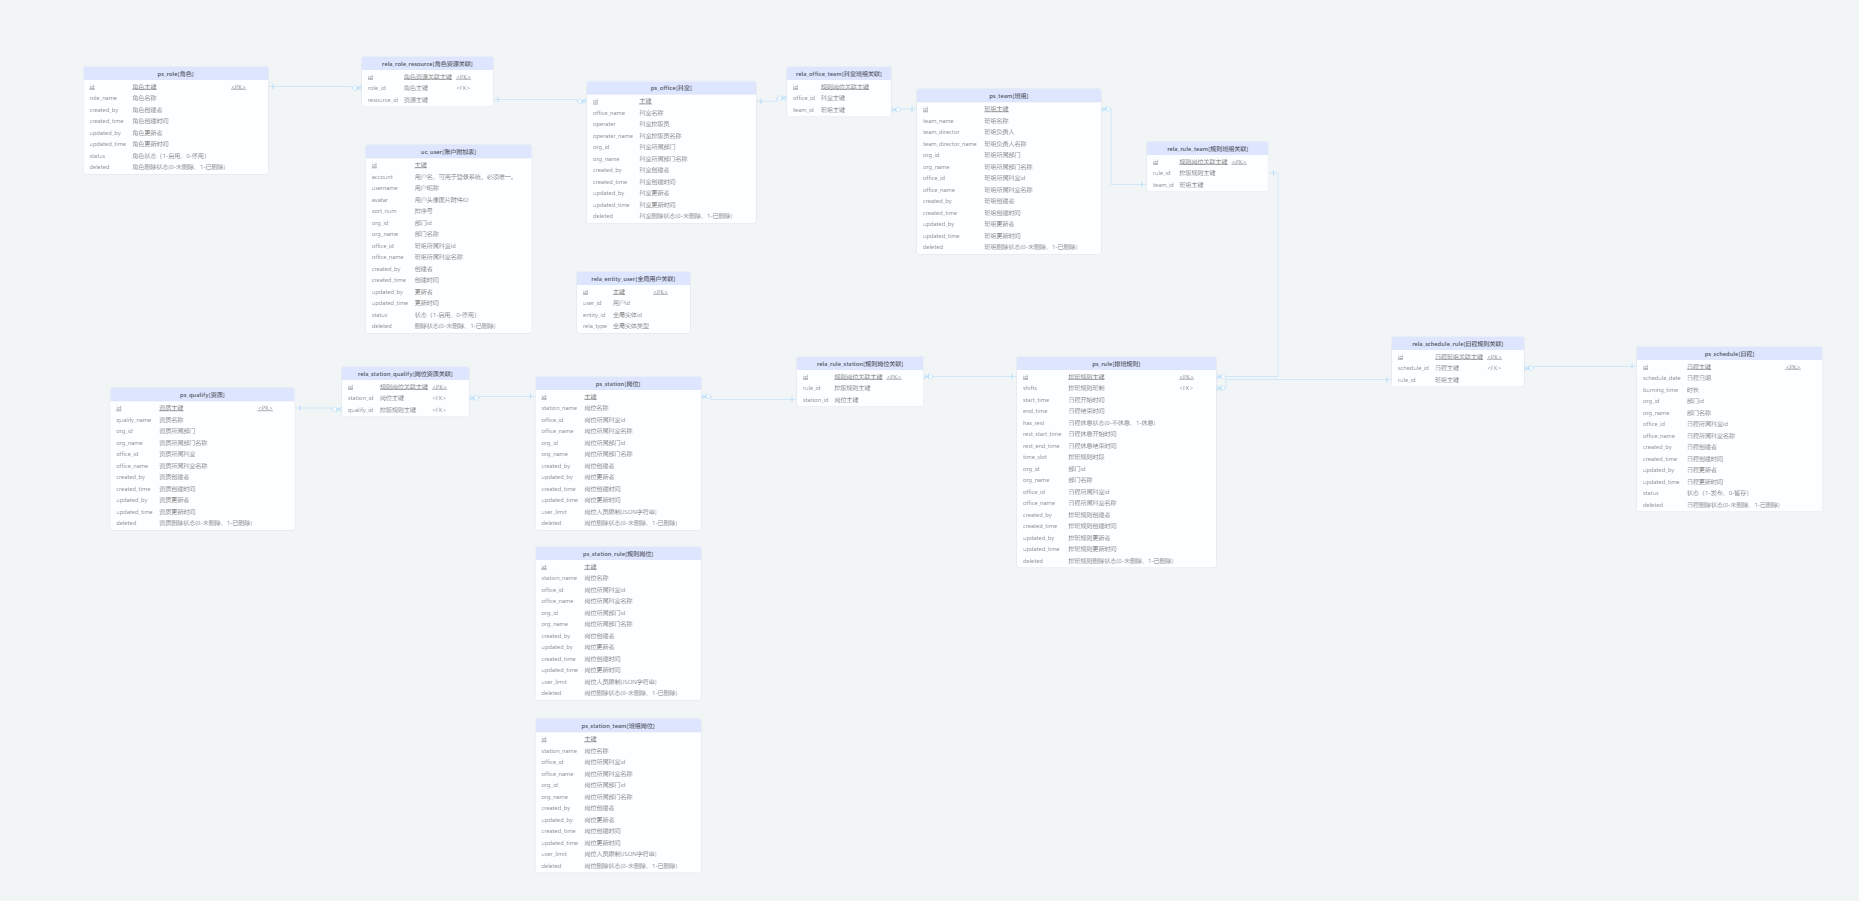 ps_role[角色]
id 角色主键 <PK>
role_name 角色名称
created_by 角色创建者
created_time 角色创建时间
updated_by 角色更新者
updated_time 角色更新时间
status 角色状态（1-启用、0-停用）
deleted 角色删除状态(0-未删除、1-已删除)
rela_role_resource[角色资源关联]
id 角色资源关联主键 <PK>
role_id 角色主键 <FK>
resource_id 资源主键
uc_user[账户附加表]
id 主键
account 用户名，可用于登录系统，必须唯一。
username 用户昵称
avatar 用户头像图片附件ID
sort_num 排序号
org_id 部门id
org_name 部门名称
office_id 班组所属科室id
office_name 班组所属科室名称
created_by 创建者
created_time 创建时间
updated_by 更新者
updated_time 更新时间
status 状态（1-启用、0-停用）
deleted 删除状态(0-未删除、1-已删除)
ps_office[科室]
id 主键
office_name 科室名称
operater 科室排版员
operater_name 科室排版员名称
org_id 科室所属部门
org_name 科室所属部门名称
created_by 科室创建者
created_time 科室创建时间
updated_by 科室更新者
updated_time 科室更新时间
deleted 科室删除状态(0-未删除、1-已删除)
rela_office_team[科室班组关联]
id 规则岗位关联主键
office_id 科室主键
team_id 班组主键
ps_team[班组]
id 班组主键
team_name 班组名称
team_director 班组负责人
team_director_name 班组负责人名称
org_id 班组所属部门
org_name 班组所属部门名称
office_id 班组所属科室id
office_name 班组所属科室名称
created_by 班组创建者
created_time 班组创建时间
updated_by 班组更新者
updated_time 班组更新时间
deleted 班组删除状态(0-未删除、1-已删除)
rela_rule_team[规则班组关联]
id 规则岗位关联主键 <PK>
rule_id 排版规则主键
team_id 班组主键
rela_entity_user[全局用户关联]
id 主键 <PK>
user_id 用户id
entity_id 全局实体id
rela_type 全局实体类型
ps_qualify[资质]
id 资质主键 <PK>
qualify_name 资质名称
org_id 资质所属部门
org_name 资质所属部门名称
office_id 资质所属科室
office_name 资质所属科室名称
created_by 资质创建者
created_time 资质创建时间
updated_by 资质更新者
updated_time 资质更新时间
deleted 资质删除状态(0-未删除、1-已删除)
rela_station_qualify[岗位资质关联]
id 规则岗位关联主键 <PK>
station_id 岗位主键 <FK>
qualify_id 排版规则主键 <FK>
ps_station[岗位]
id 主键
station_name 岗位名称
office_id 岗位所属科室id
office_name 岗位所属科室名称
org_id 岗位所属部门id
org_name 岗位所属部门名称
created_by 岗位创建者
updated_by 岗位更新者
created_time 岗位创建时间
updated_time 岗位更新时间
user_limit 岗位人员限制(JSON字符串)
deleted 岗位删除状态(0-未删除、1-已删除)
rela_rule_station[规则岗位关联]
id 规则岗位关联主键 <PK>
rule_id 排版规则主键
station_id 岗位主键
ps_rule[排班规则]
id 排班规则主键 <PK>
shifts 排班规则班制 <FK>
start_time 日程开始时间
end_time 日程结束时间
has_rest 日程休息状态(0-不休息、1-休息)
rest_start_time 日程休息开始时间
rest_end_time 日程休息结束时间
time_slot 排班规则时段
org_id 部门id
org_name 部门名称
office_id 日程所属科室id
office_name 日程所属科室名称
created_by 排班规则创建者
created_time 排班规则创建时间
updated_by 排班规则更新者
updated_time 排班规则更新时间
deleted 排班规则删除状态(0-未删除、1-已删除)
rela_schedule_rule[日程规则关联]
id 日程班组关联主键 <PK>
schedule_id 日程主键 <FK>
rule_id 班组主键
ps_schedule[日程]
id 日程主键 <PK>
schedule_date 日程日期
burning_time 时长
org_id 部门id
org_name 部门名称
office_id 日程所属科室id
office_name 日程所属科室名称
created_by 日程创建者
created_time 日程创建时间
updated_by 日程更新者
updated_time 日程更新时间
status 状态（1-发布、0-暂存）
deleted 日程删除状态(0-未删除、1-已删除)
ps_station_rule[规则岗位]
id 主键
station_name 岗位名称
office_id 岗位所属科室id
office_name 岗位所属科室名称
org_id 岗位所属部门id
org_name 岗位所属部门名称
created_by 岗位创建者
updated_by 岗位更新者
created_time 岗位创建时间
updated_time 岗位更新时间
user_limit 岗位人员限制(JSON字符串)
deleted 岗位删除状态(0-未删除、1-已删除)
ps_station_team[班组岗位]
id 主键
station_name 岗位名称
office_id 岗位所属科室id
office_name 岗位所属科室名称
org_id 岗位所属部门id
org_name 岗位所属部门名称
created_by 岗位创建者
updated_by 岗位更新者
created_time 岗位创建时间
updated_time 岗位更新时间
user_limit 岗位人员限制(JSON字符串)
deleted 岗位删除状态(0-未删除、1-已删除)